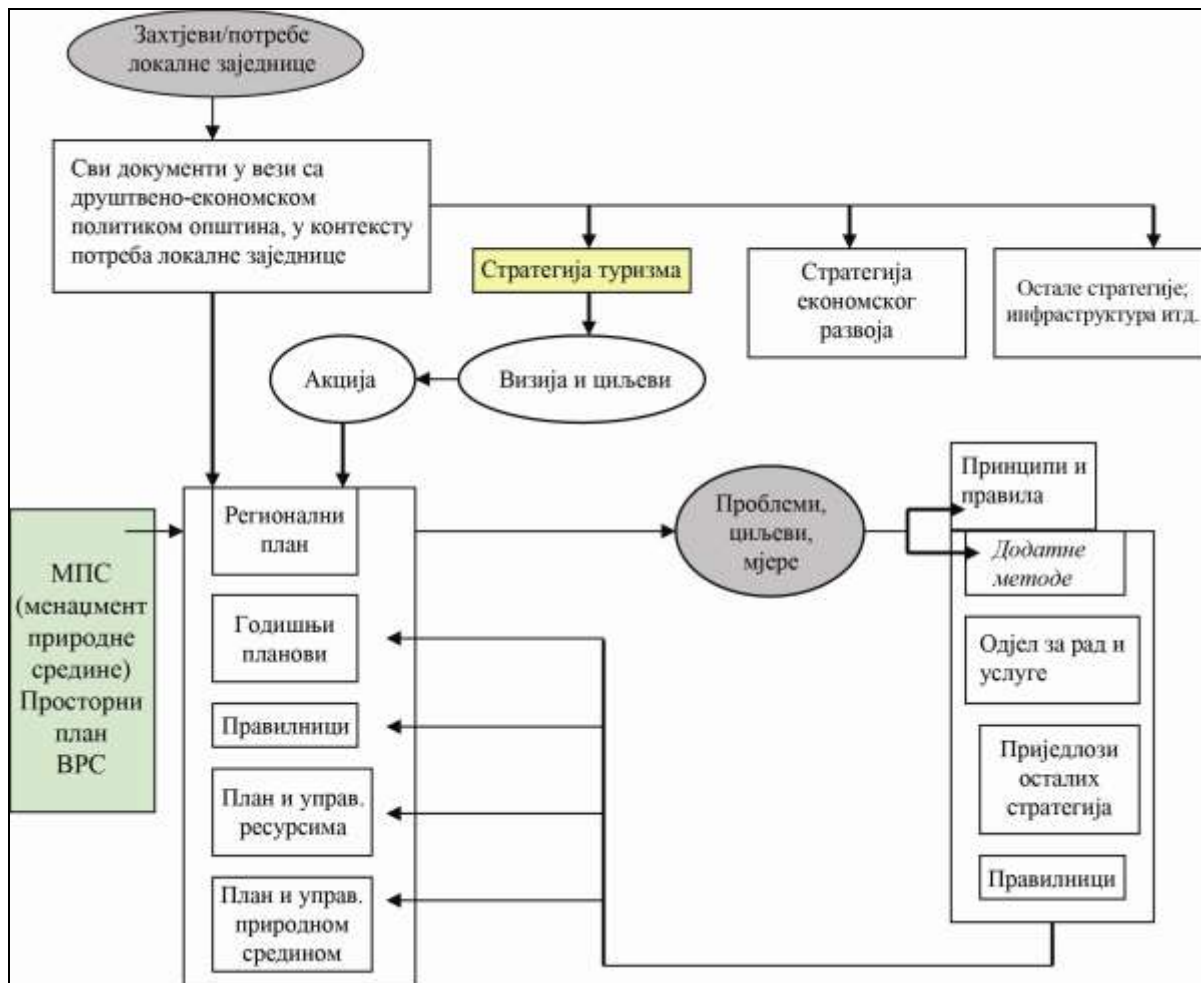 Захтјеви/потребе
локалне заједнице
Сви документи у вези са
друштвено-економском
политиком општина, у контексту
потреба локалне заједнице
Стратегија туризма
Стратегија
економског
развоја
Остале стратегије;
инфраструктура итд.
Акција
Визија и циљеви
МПС
(менаџмент
природне
средине)
Просторни
план
ВРС
Регионални
план
Годишњи
планови
Правилници
План и управ.
ресурсима
План и управ.
природном
средином
Проблеми,
циљеви,
мјере
Принципи и
правила
Додатне
методе
Одјел за рад и
услуге
Приједлози
осталих
стратегија
Правилници